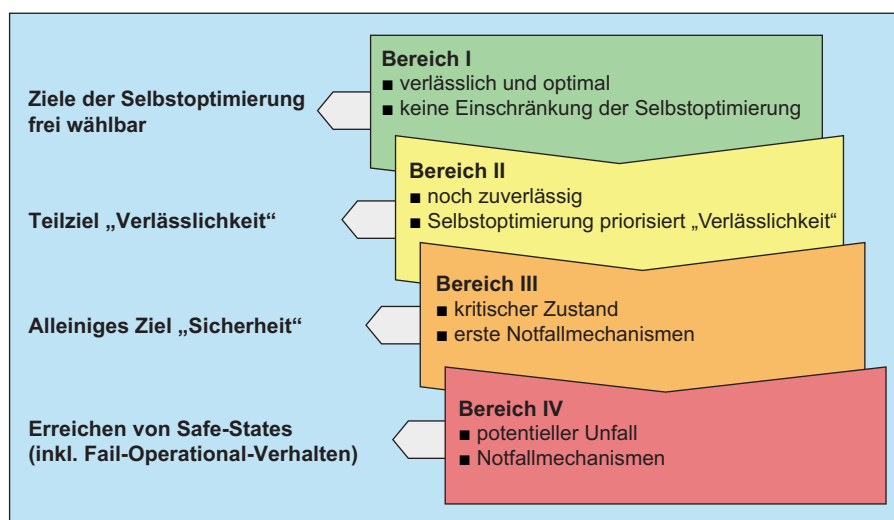 Bereich I
■ verlässlich und optimal
■ keine Einschränkung der Selbstoptimierung
Ziele der Selbstoptimierung
frei wählbar
Bereich II
■ noch zuverlässig
■ Selbstoptimierung priorisiert „Verlässlichkeit“
Teilziel „Verlässlichkeit“
Bereich III
■ kritischer Zustand
■ erste Notfallmechanismen
Alleiniges Ziel „Sicherheit“
Bereich IV
■ potentieller Unfall
■ Notfallmechanismen
Erreichen von Safe-States
(inkl. Fail-Operational-Verhalten)